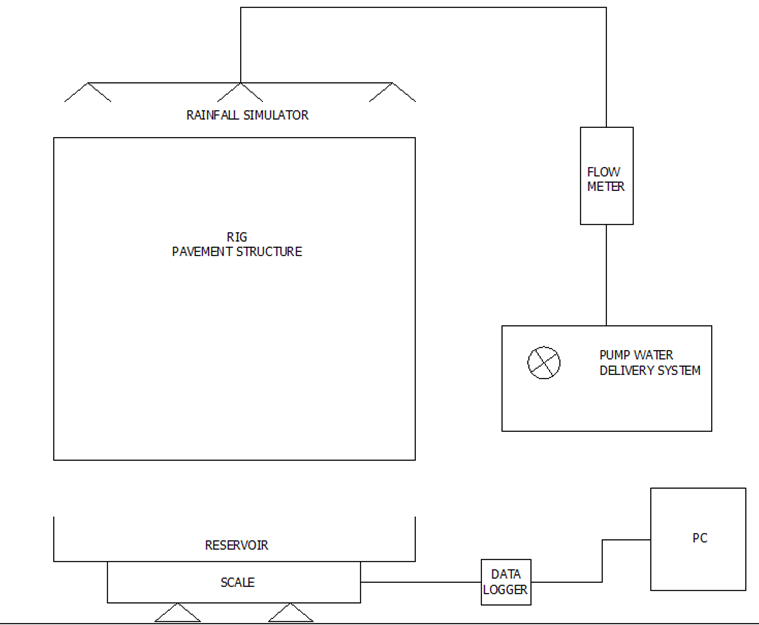 RAINFALL SIMULATOR
FLOW
METER
RIG
PAVEMENT STRUCTURE
PUMP WATER
DELIVERY SYSTEM
RESERVOIR
SCALE
DATA
LOGGER
PC